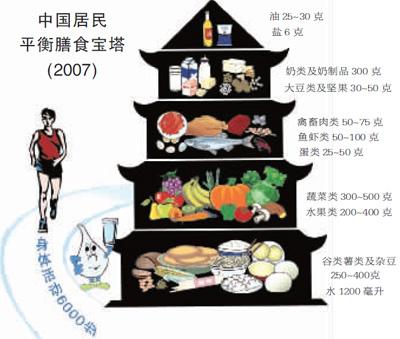 中国居民
平衡膳食宝塔
(2007)
油 25~30 克
盐 6 克
奶类及奶制品 300 克
大豆类及坚果 30~50 克
禽畜肉类 50~75 克
鱼虾类 50~100 克
蛋类 25~50 克
蔬菜类 300~500 克
水果类 200~400 克
谷类薯类及杂豆
250~400克
水 1200 毫升
身体活动6000步